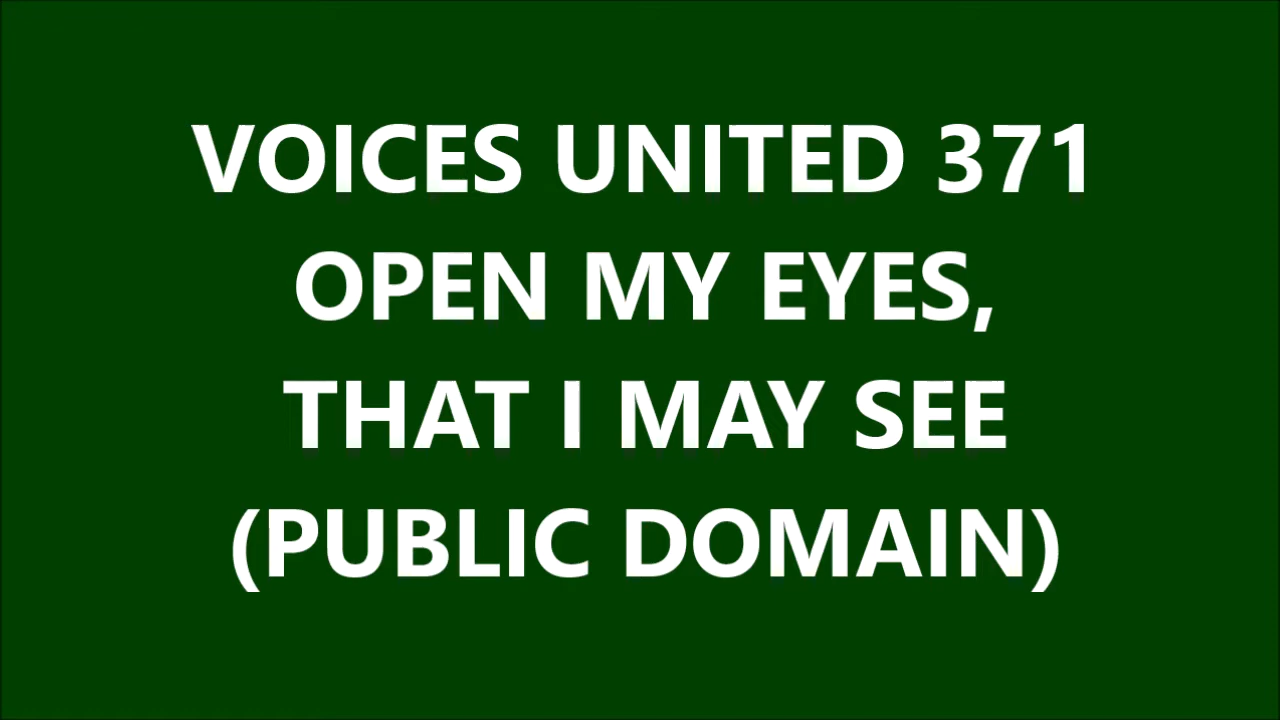 VOICES UNITED 371
OPEN MY EYES,
THAT I MAY SEE
(PUBLIC DOMAIN)